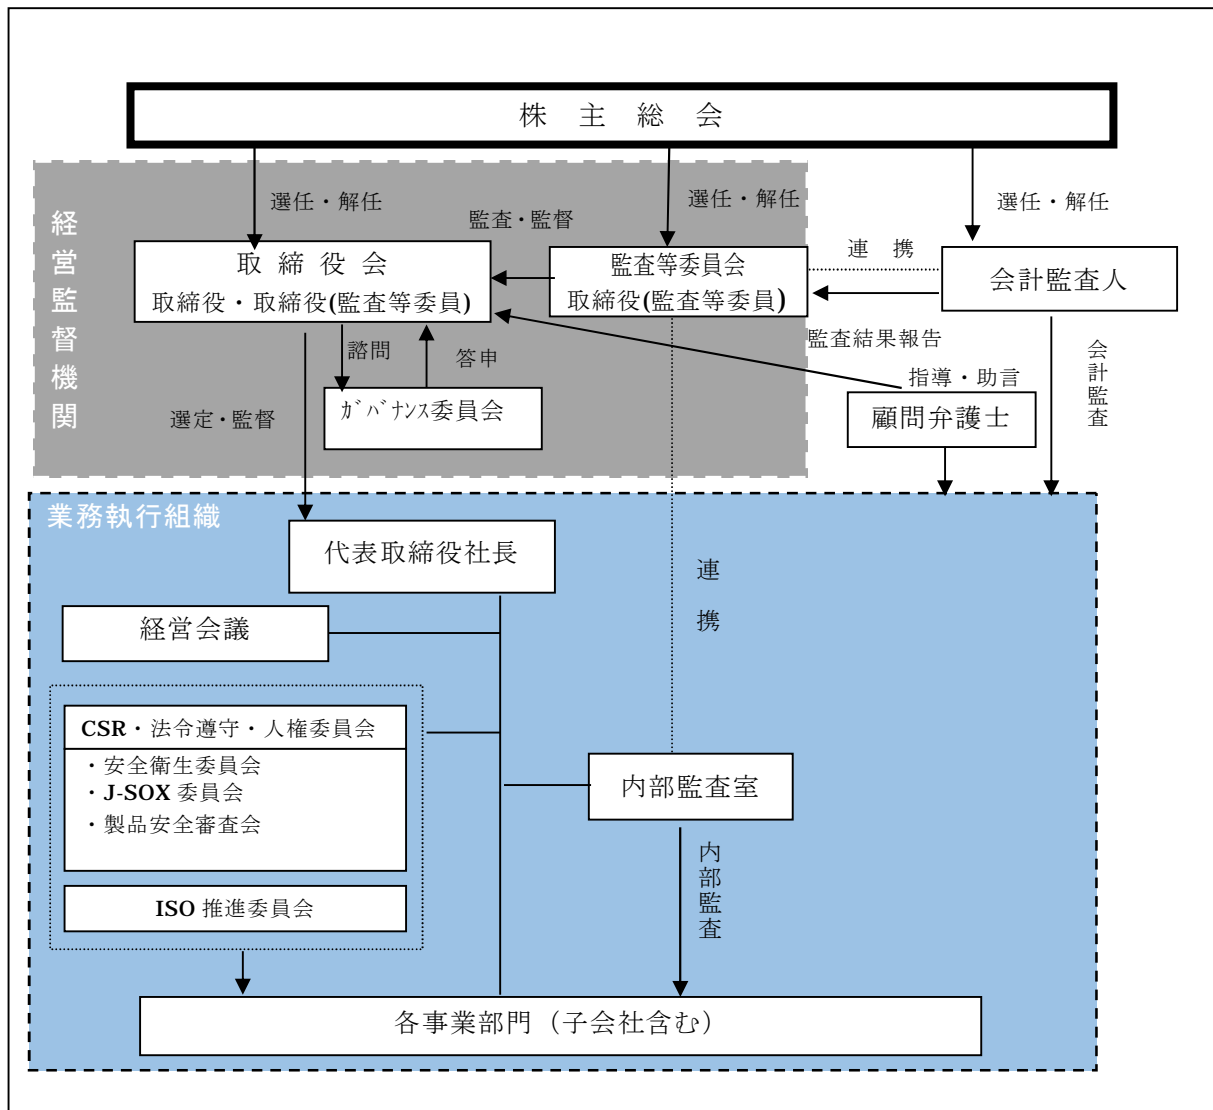 株主総会
選任・解任
選任・解任
選任・解任
経営監督機関
監査・監督
連携
取締役会
取締役・取締役(監査等委員)
監査等委員会
取締役(監査等委員)
会計監査人
監査結果報告
諮問
答申
会計監査
指導・助言
ｶﾞﾊﾞﾅﾝｽ委員会
選定・監督
顧問弁護士
業務執行組織
代表取締役社長
連携
経営会議
CSR・法令遵守・人権委員会
・安全衛生委員会
・J-SOX 委員会
・製品安全審査会
内部監査室
内部監査
ISO 推進委員会
各事業部門（子会社含む）